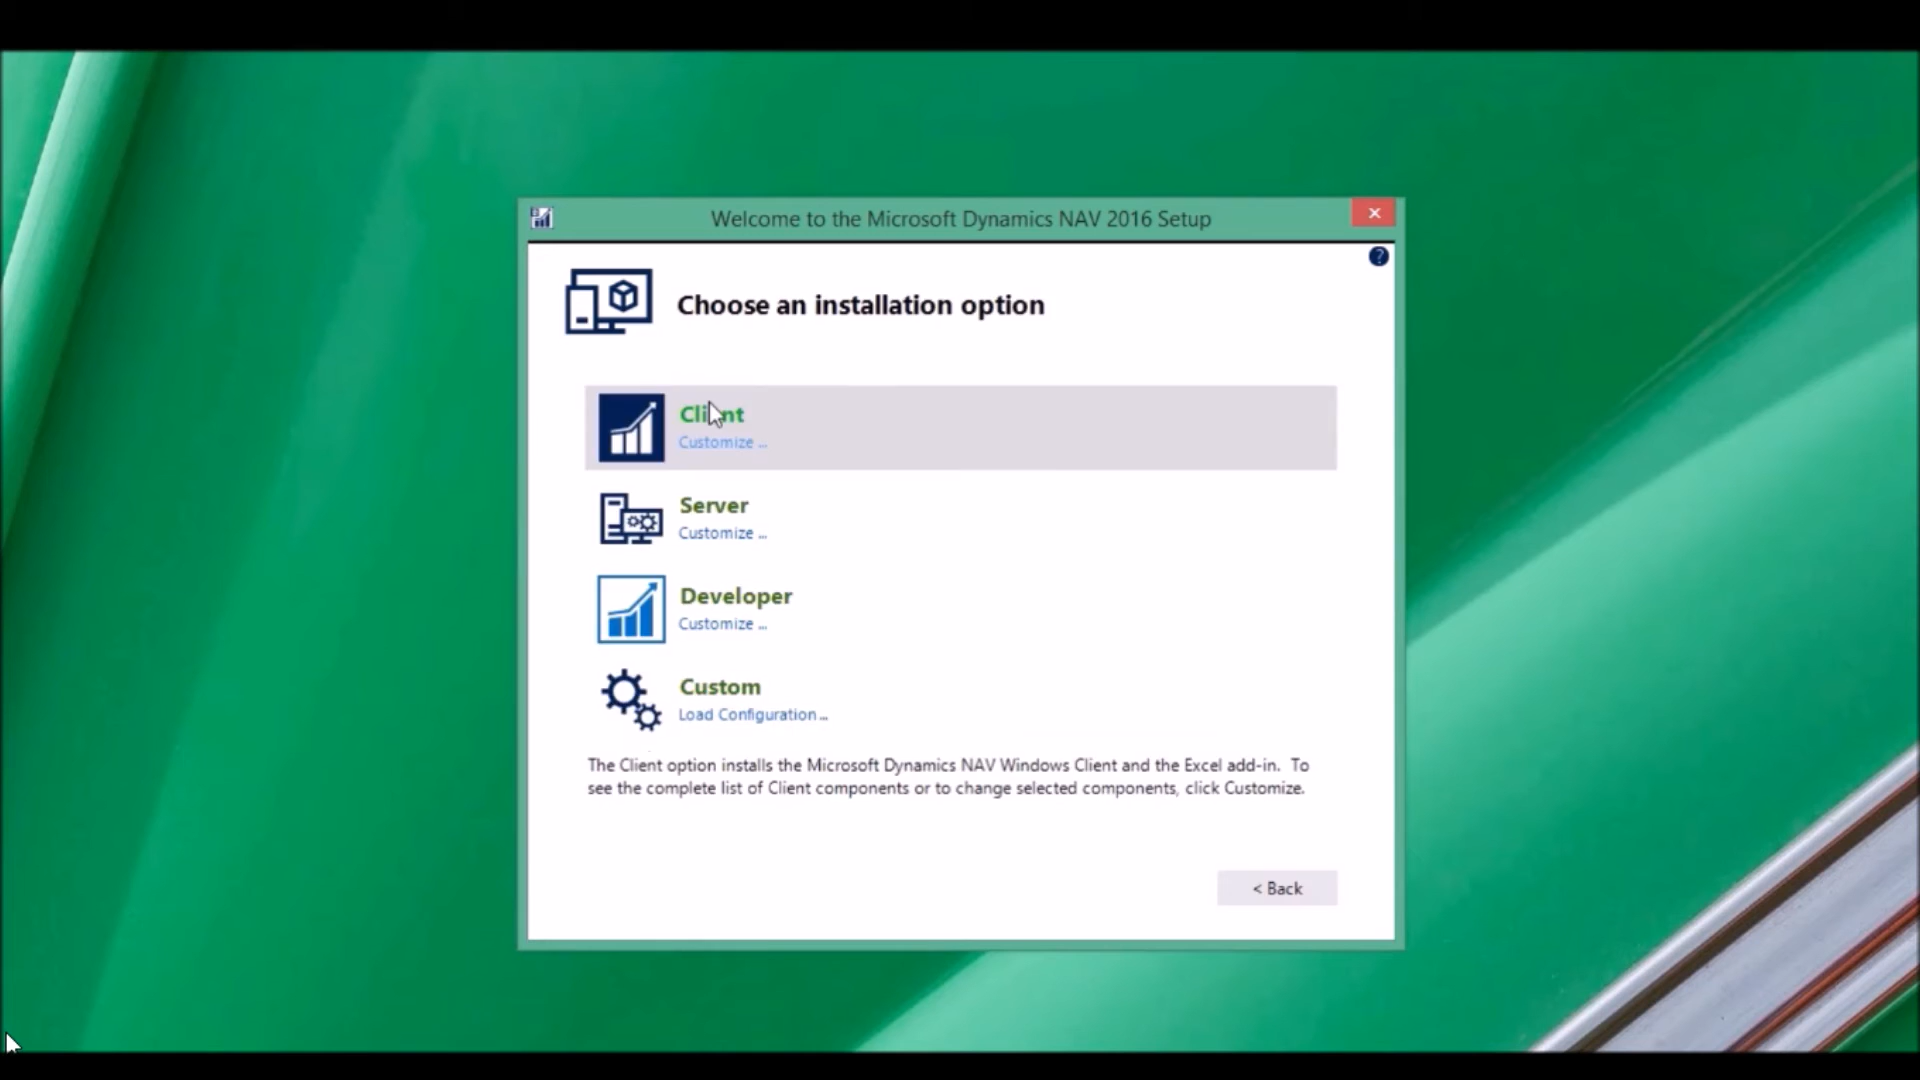 Welcome to the Microsoft Dynamics NAV 2016 Setup
?
Choose an installation option
Client
Customize ...
Server
Customize ...
Developer
Customize ...
Custom
Load Configuration ...
The Client option installs the Microsoft Dynamics NAV Windows Client and the Excel add-in. To
see the complete list of Client components or to change selected components, click Customize.
< Back